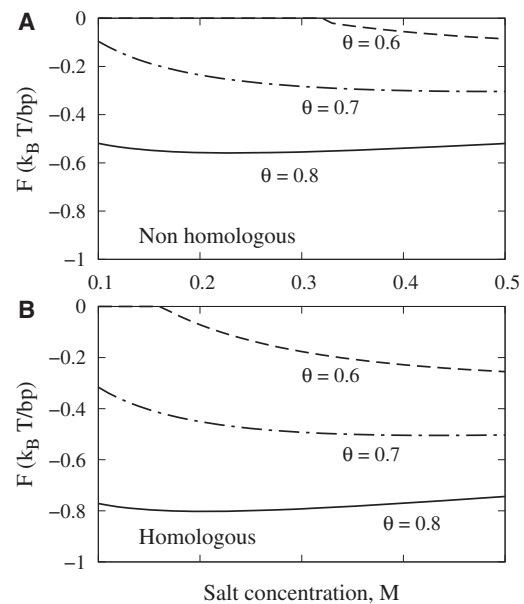 A
0
−0.2
−0.4
−0.6
−0.8
−1
F (k_B T/bp)
θ = 0.6
θ = 0.7
θ = 0.8
Non homologous
0.1 0.2 0.3 0.4 0.5
B
0
−0.2
−0.4
−0.6
−0.8
−1
F (k_B T/bp)
θ = 0.6
θ = 0.7
θ = 0.8
Homologous
Salt concentration, M